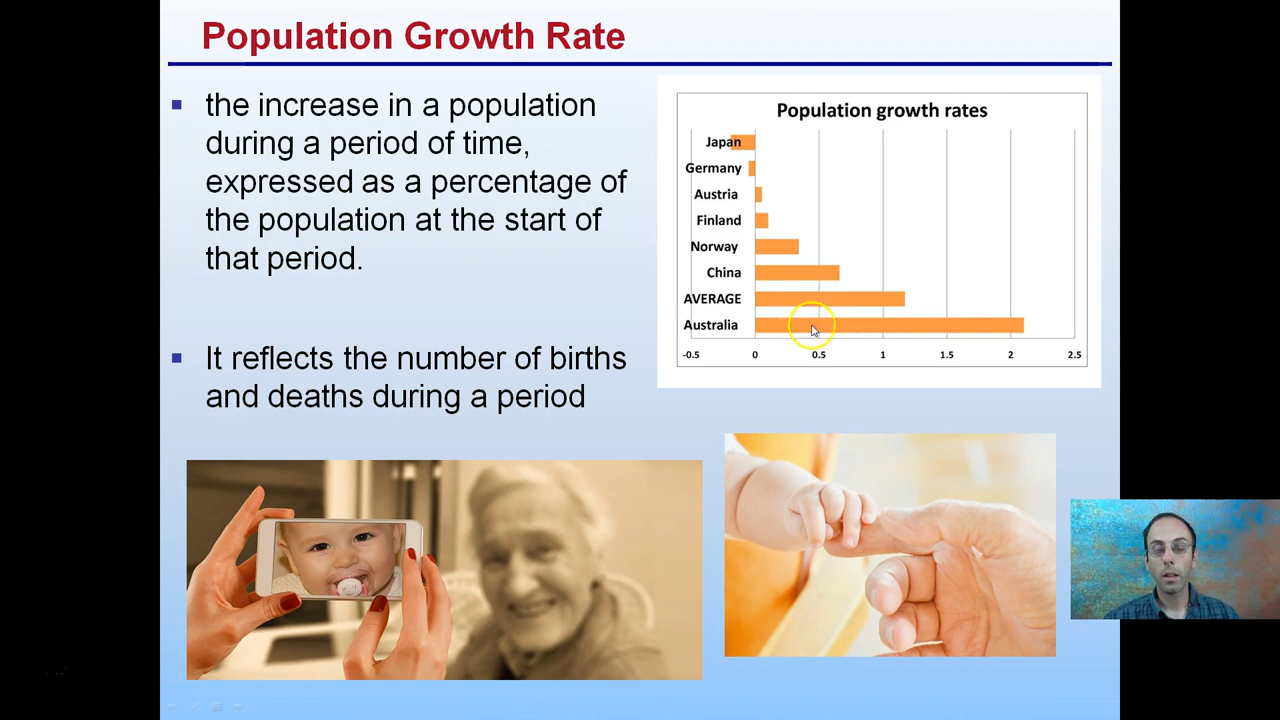 Population Growth Rate
the increase in a population
during a period of time,
expressed as a percentage of
the population at the start of
that period.
It reflects the number of births
and deaths during a period
Population growth rates
Japan
Germany
Austria
Finland
Norway
China
AVERAGE
Australia
-0.5 0 0.5 1 1.5 2 2.5